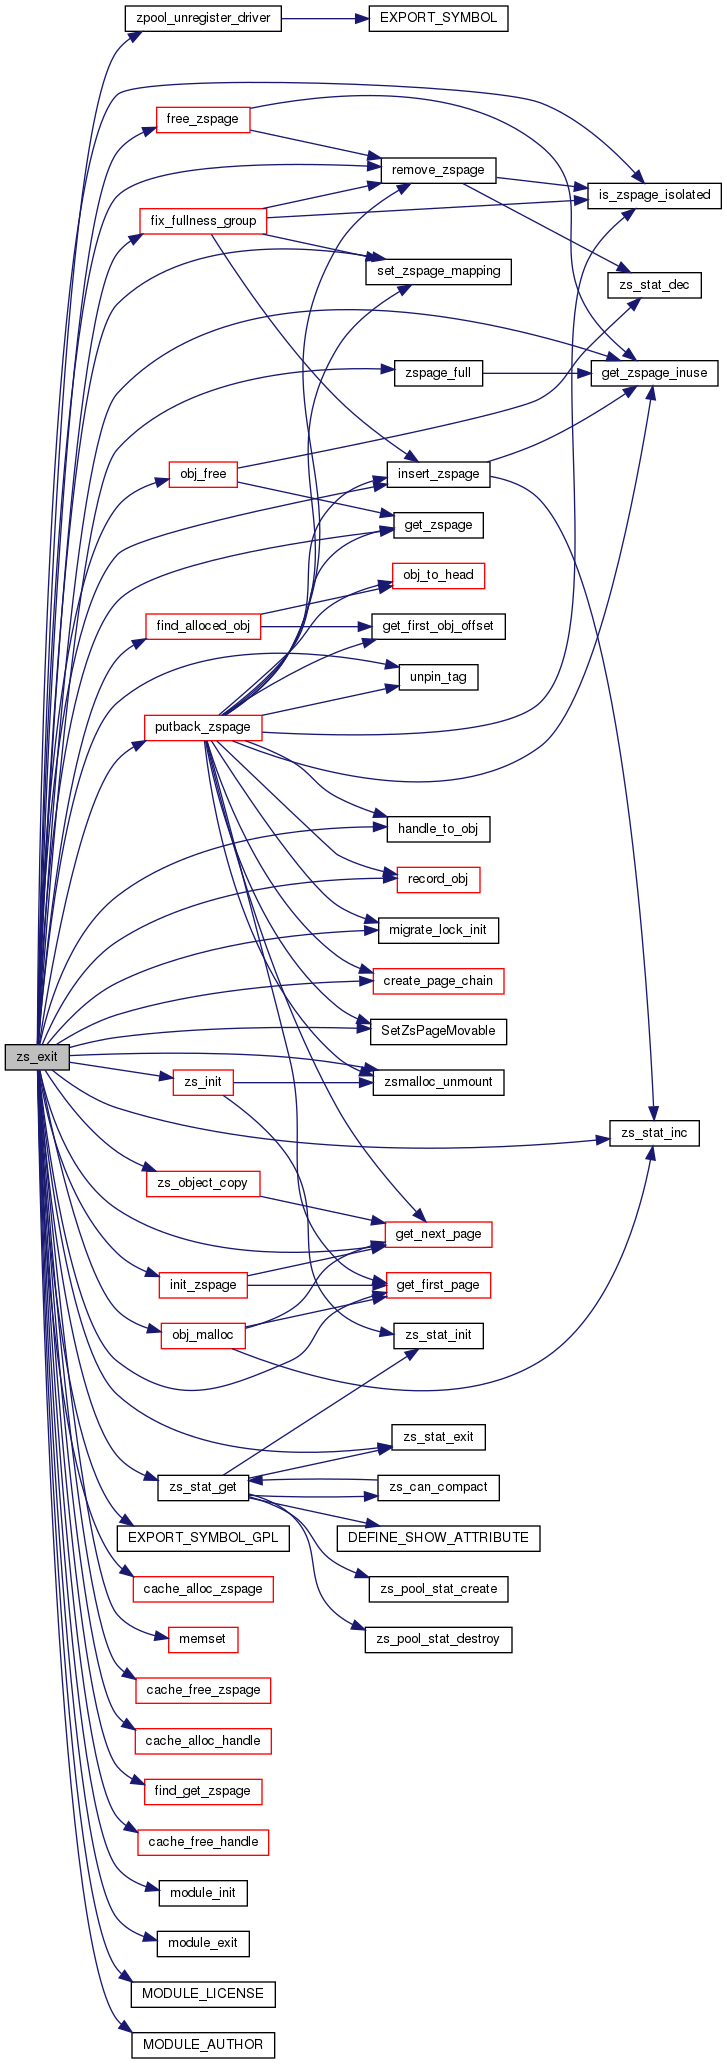 zpool_unregister_driver
EXPORT_SYMBOL
free_zspage
remove_zspage
is_zspage_isolated
fix_fullness_group
set_zspage_mapping
zs_stat_dec
zspage_full
get_zspage_inuse
obj_free
insert_zspage
get_zspage
obj_to_head
find_alloced_obj
get_first_obj_offset
unpin_tag
putback_zspage
handle_to_obj
record_obj
migrate_lock_init
create_page_chain
SetZsPageMovable
zs_exit
zs_init
zsmalloc_unmount
zs_stat_inc
zs_object_copy
get_next_page
init_zspage
get_first_page
obj_malloc
zs_stat_init
zs_stat_exit
zs_stat_get
zs_can_compact
EXPORT_SYMBOL_GPL
DEFINE_SHOW_ATTRIBUTE
cache_alloc_zspage
zs_pool_stat_create
memset
zs_pool_stat_destroy
cache_free_zspage
cache_alloc_handle
find_get_zspage
cache_free_handle
module_init
module_exit
MODULE_LICENSE
MODULE_AUTHOR